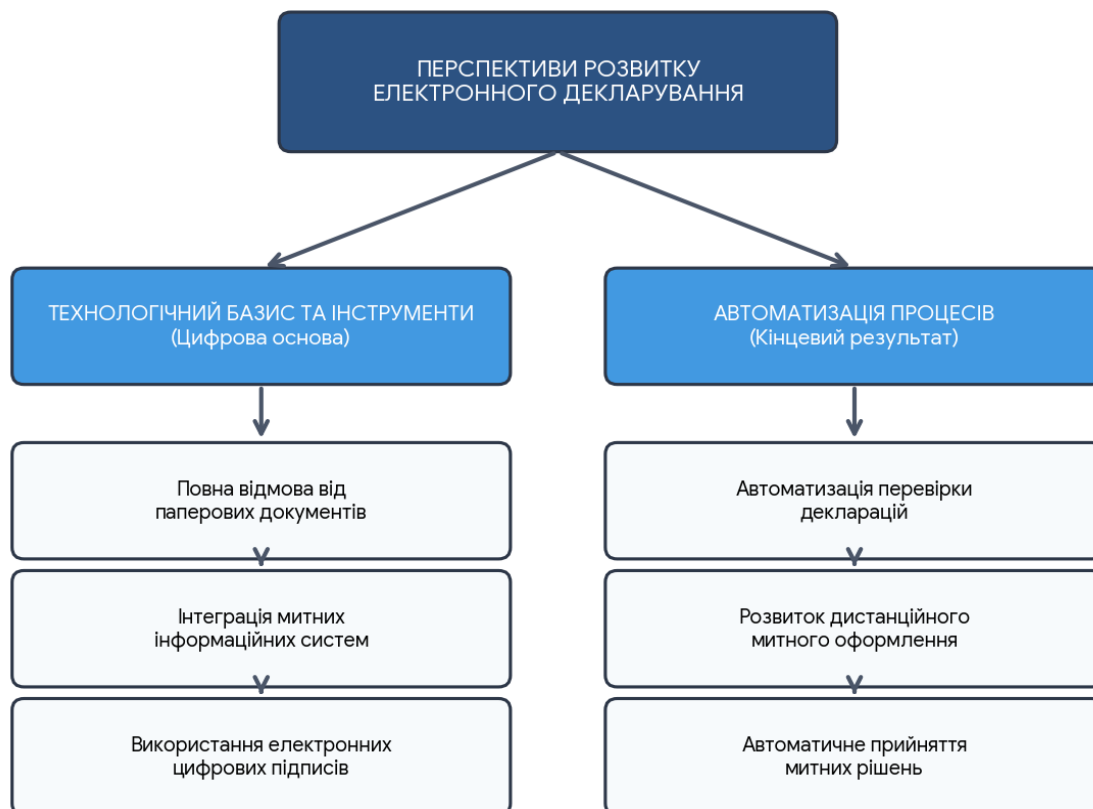 ПЕРСПЕКТИВИ РОЗВИТКУ
ЕЛЕКТРОННОГО ДЕКЛАРУВАННЯ
ТЕХНОЛОГІЧНИЙ БАЗИС ТА ІНСТРУМЕНТИ
(Цифрова основа)
Повна відмова від
паперових документів
Інтеграція митних
інформаційних систем
Використання електронних
цифрових підписів
АВТОМАТИЗАЦІЯ ПРОЦЕСІВ
(Кінцевий результат)
Автоматизація перевірки
декларацій
Розвиток дистанційного
митного оформлення
Автоматичне прийняття
митних рішень